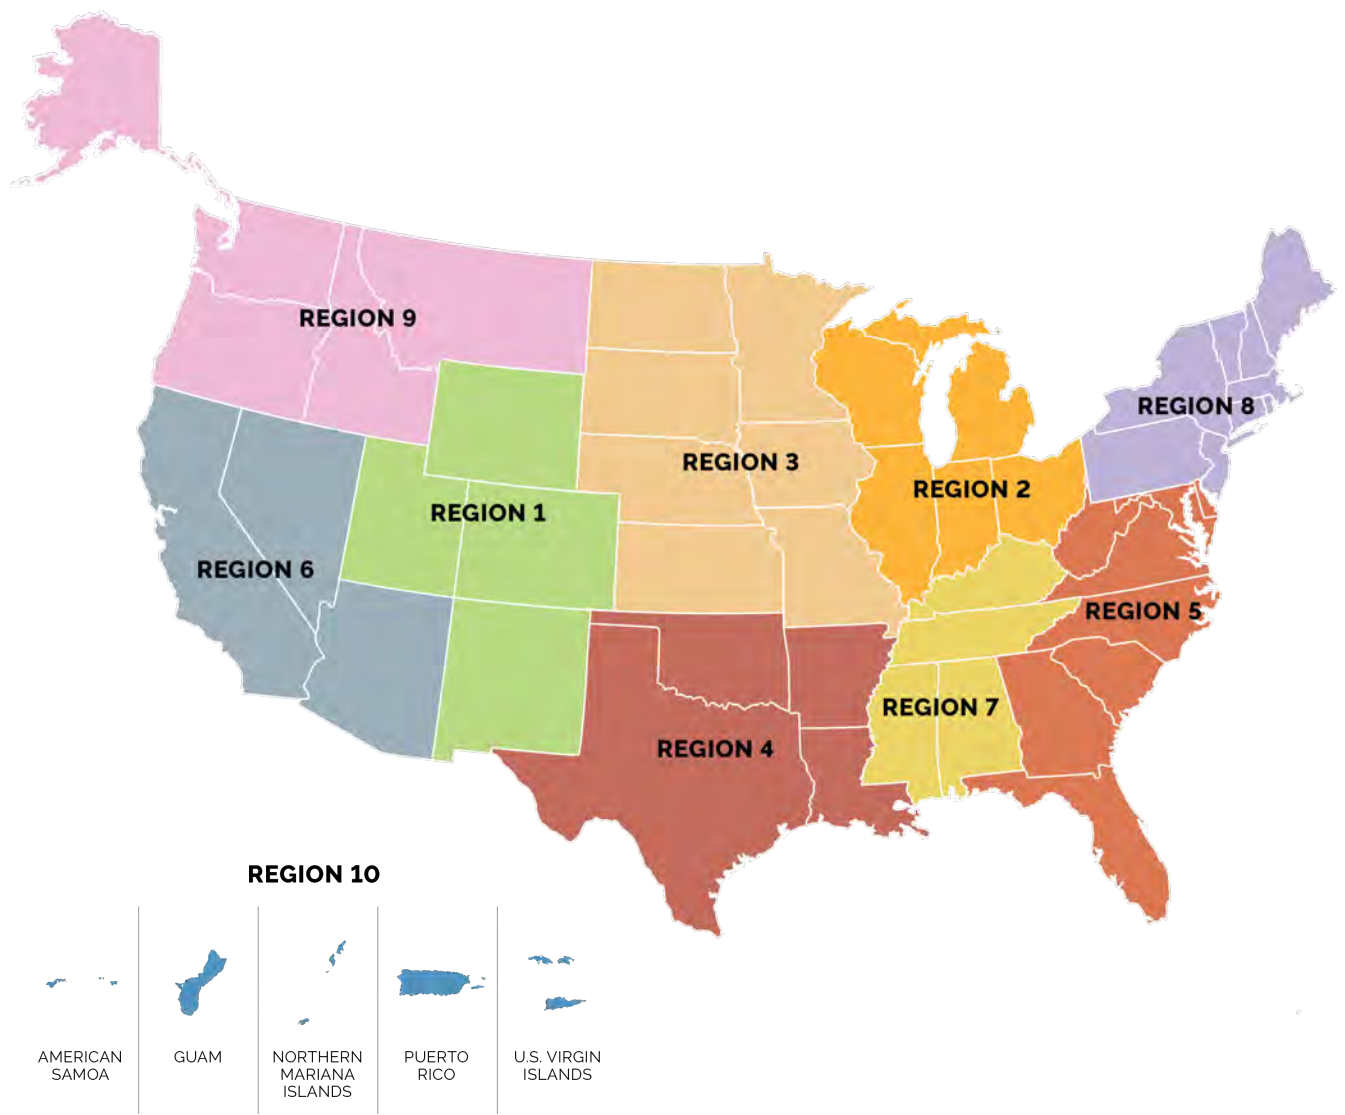 REGION 9
REGION 8
REGION 3
REGION 2
REGION 1
REGION 6
REGION 5
REGION 7
REGION 4
REGION 10
AMERICAN
SAMOA
GUAM
NORTHERN
MARIANA
ISLANDS
PUERTO
RICO
U.S. VIRGIN
ISLANDS